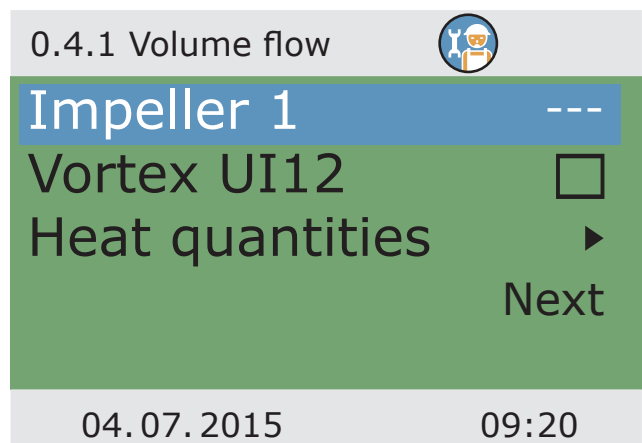 0.4.1 Volume flow
Impeller 1 ---
Vortex UI12
Heat quantities
Next
04.07.2015 09:20